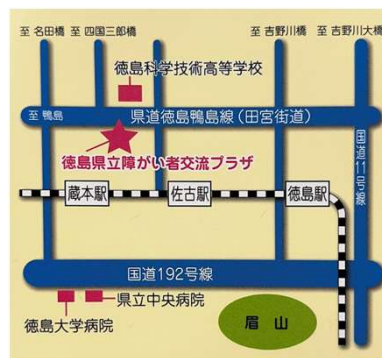 至 名田橋
至 四国三郎橋
至 吉野川橋
至 吉野川大橋
徳島科学技術高等学校
至 鴨島
県道徳島鴨島線（田宮街道）
徳島県立障がい者交流プラザ
国道11号線
蔵本駅
佐古駅
徳島駅
国道192号線
県立中央病院
徳島大学病院
眉山